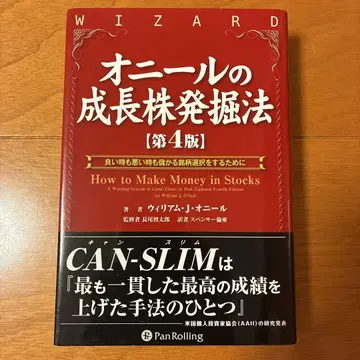 WIZARD
オニールの
成長株発掘法
【第4版】
良い時も悪い時も儲かる銘柄選択をするために
How to Make Money in Stocks
A Winning System in Good Times or Bad - Updated Fourth Edition
by William J. O'Neil
著者 ウィリアム・J・オニール
監修者 長尾慎太郎 訳者 スペンサー倫亜
キャン スリム
CAN-SLIMは
『最も一貫した最高の成績を
上げた手法のひとつ』
米国個人投資家協会(AAII)の研究発表
PanRolling